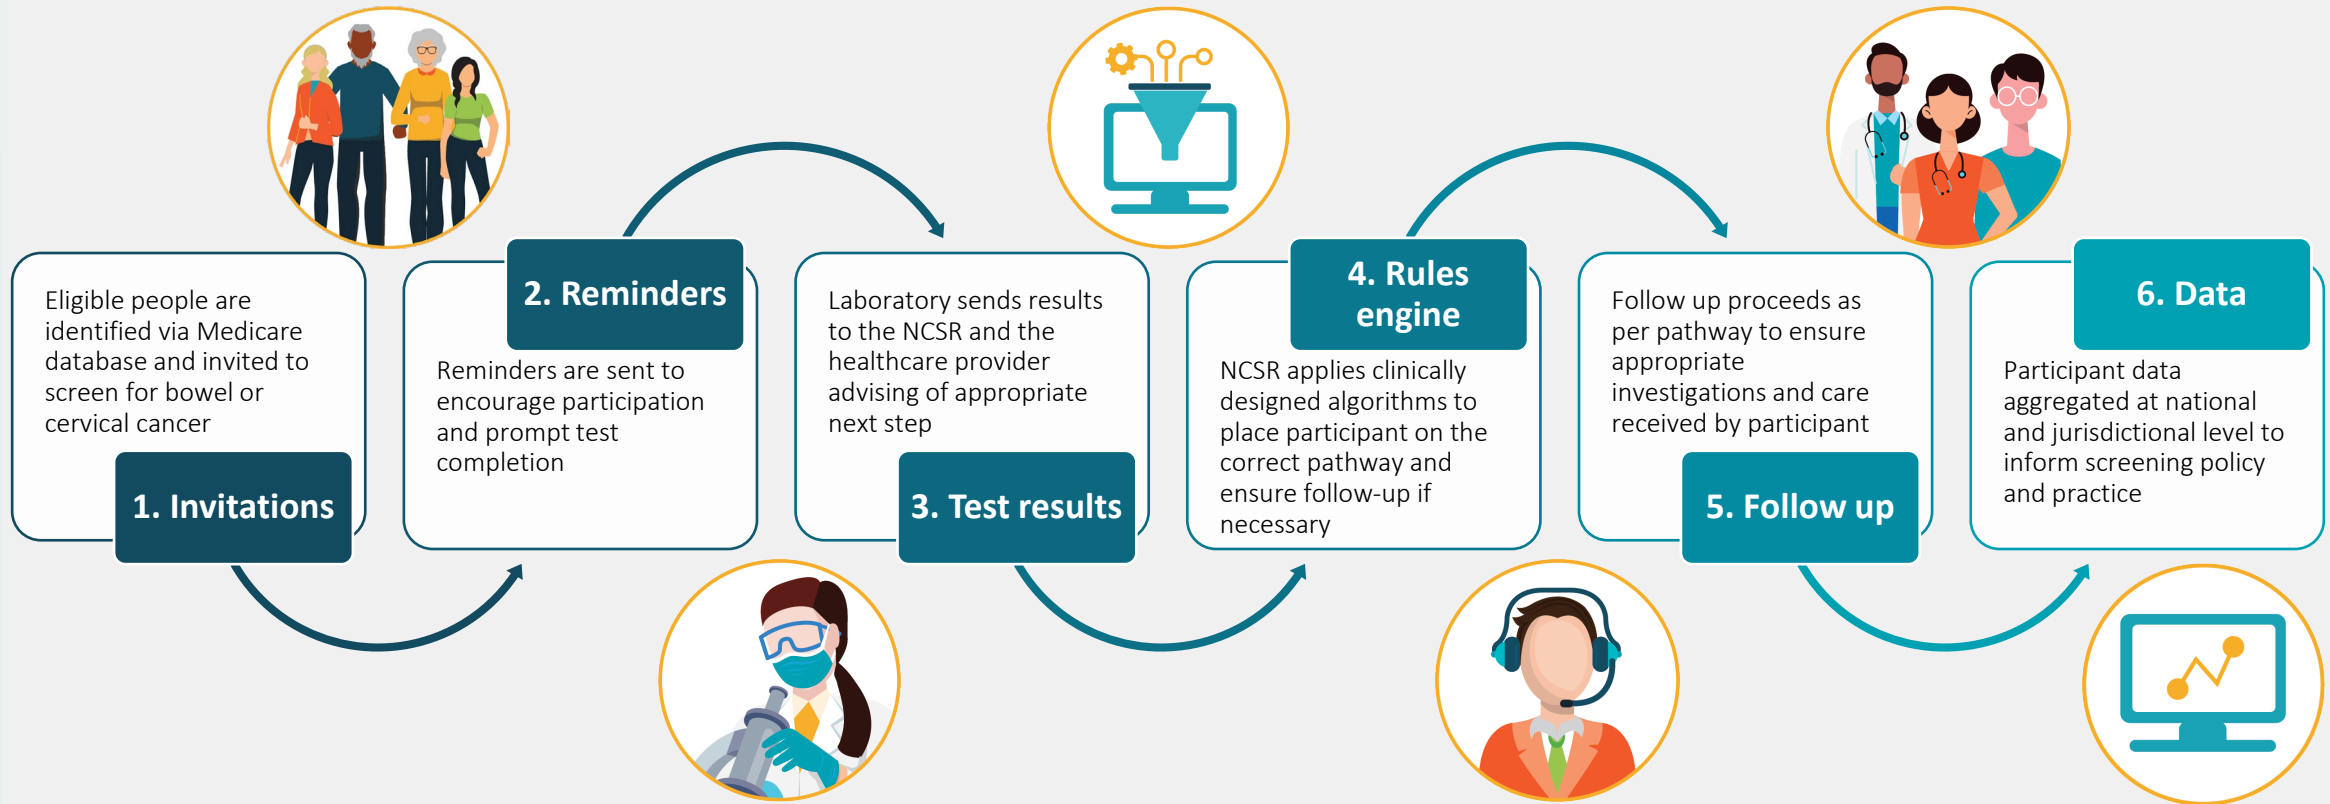 Eligible people are
identified via Medicare
database and invited to
screen for bowel or
cervical cancer
1. Invitations
2. Reminders
Reminders are sent to
encourage participation
and prompt test
completion
Laboratory sends results
to the NCSR and the
healthcare provider
advising of appropriate
next step
3. Test results
4. Rules
engine
NCSR applies clinically
designed algorithms to
place participant on the
correct pathway and
ensure follow-up if
necessary
Follow up proceeds as
per pathway to ensure
appropriate
investigations and care
received by participant
5. Follow up
6. Data
Participant data
aggregated at national
and jurisdictional level to
inform screening policy
and practice